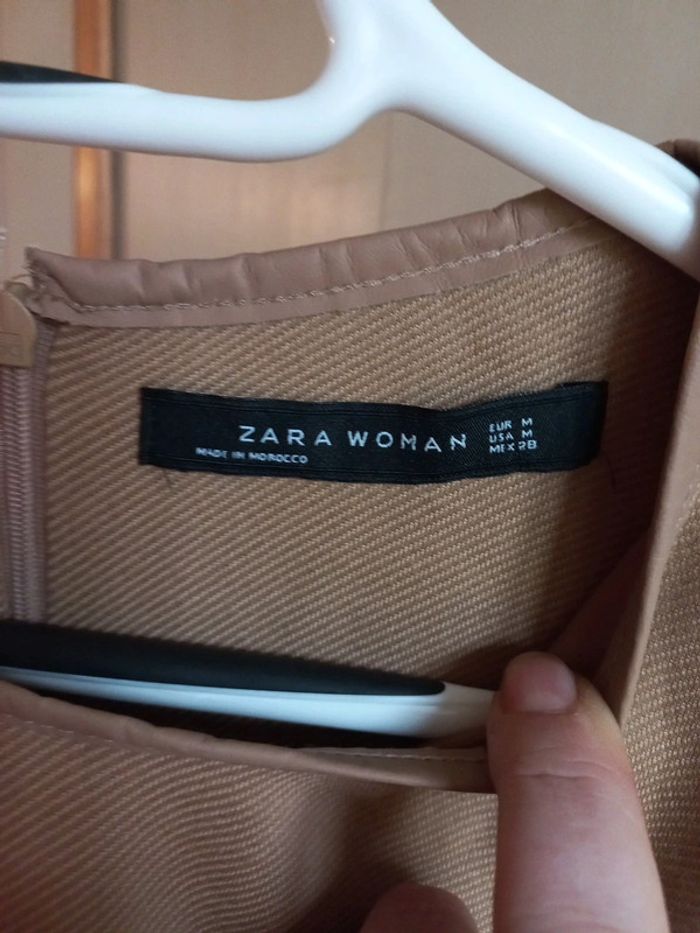 ZARA WOMAN
MADE IN MOROCCO
EUR M
USA M
MEX 28